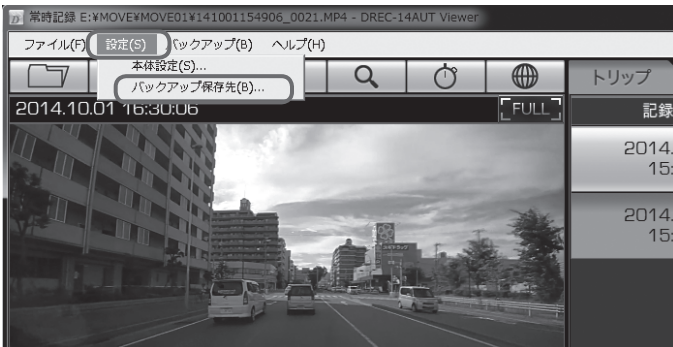 常時記録 E:¥MOVE¥MOVE01¥141001154906_0021.MP4 - DREC-14AUT Viewer
ファイル(F) 設定(S) バックアップ(B) ヘルプ(H)
本体設定(S)...
バックアップ保存先(B)...
トリップ
2014.10.01 16:30:06
FULL
記録
2014.
15:
2014.
15: